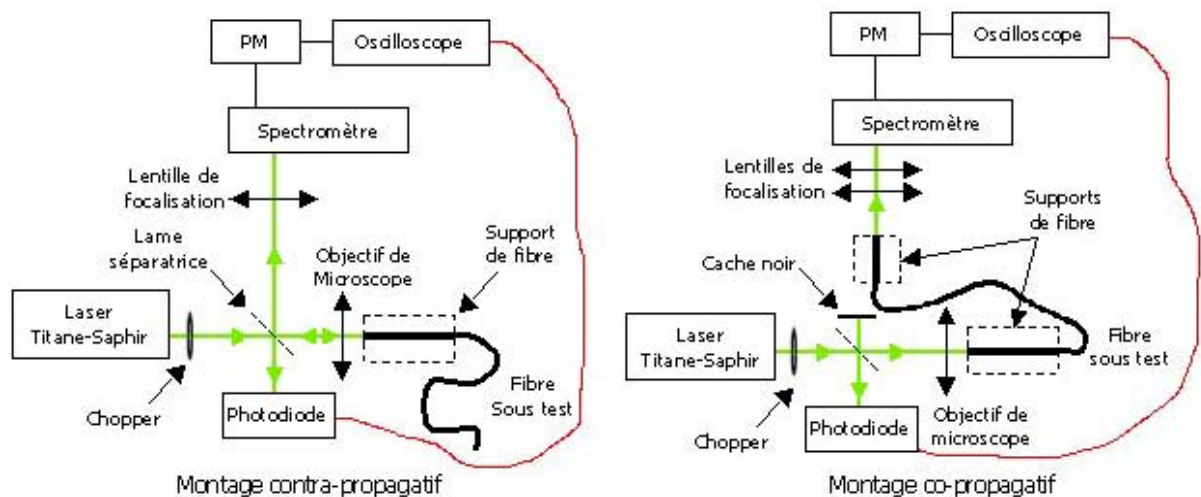 PM
Oscilloscope
Spectromètre
Lentille de
focalisation
Lame
séparatrice
Objectif de
Microscope
Support
de fibre
Laser
Titane-Saphir
Chopper
Photodiode
Fibre
Sous test
Montage contra-propagatif
PM
Oscilloscope
Spectromètre
Lentilles de
focalisation
Supports
de fibre
Cache noir
Laser
Titane-Saphir
Fibre
sous test
Chopper
Photodiode
Objectif de
microscope
Montage co-propagatif